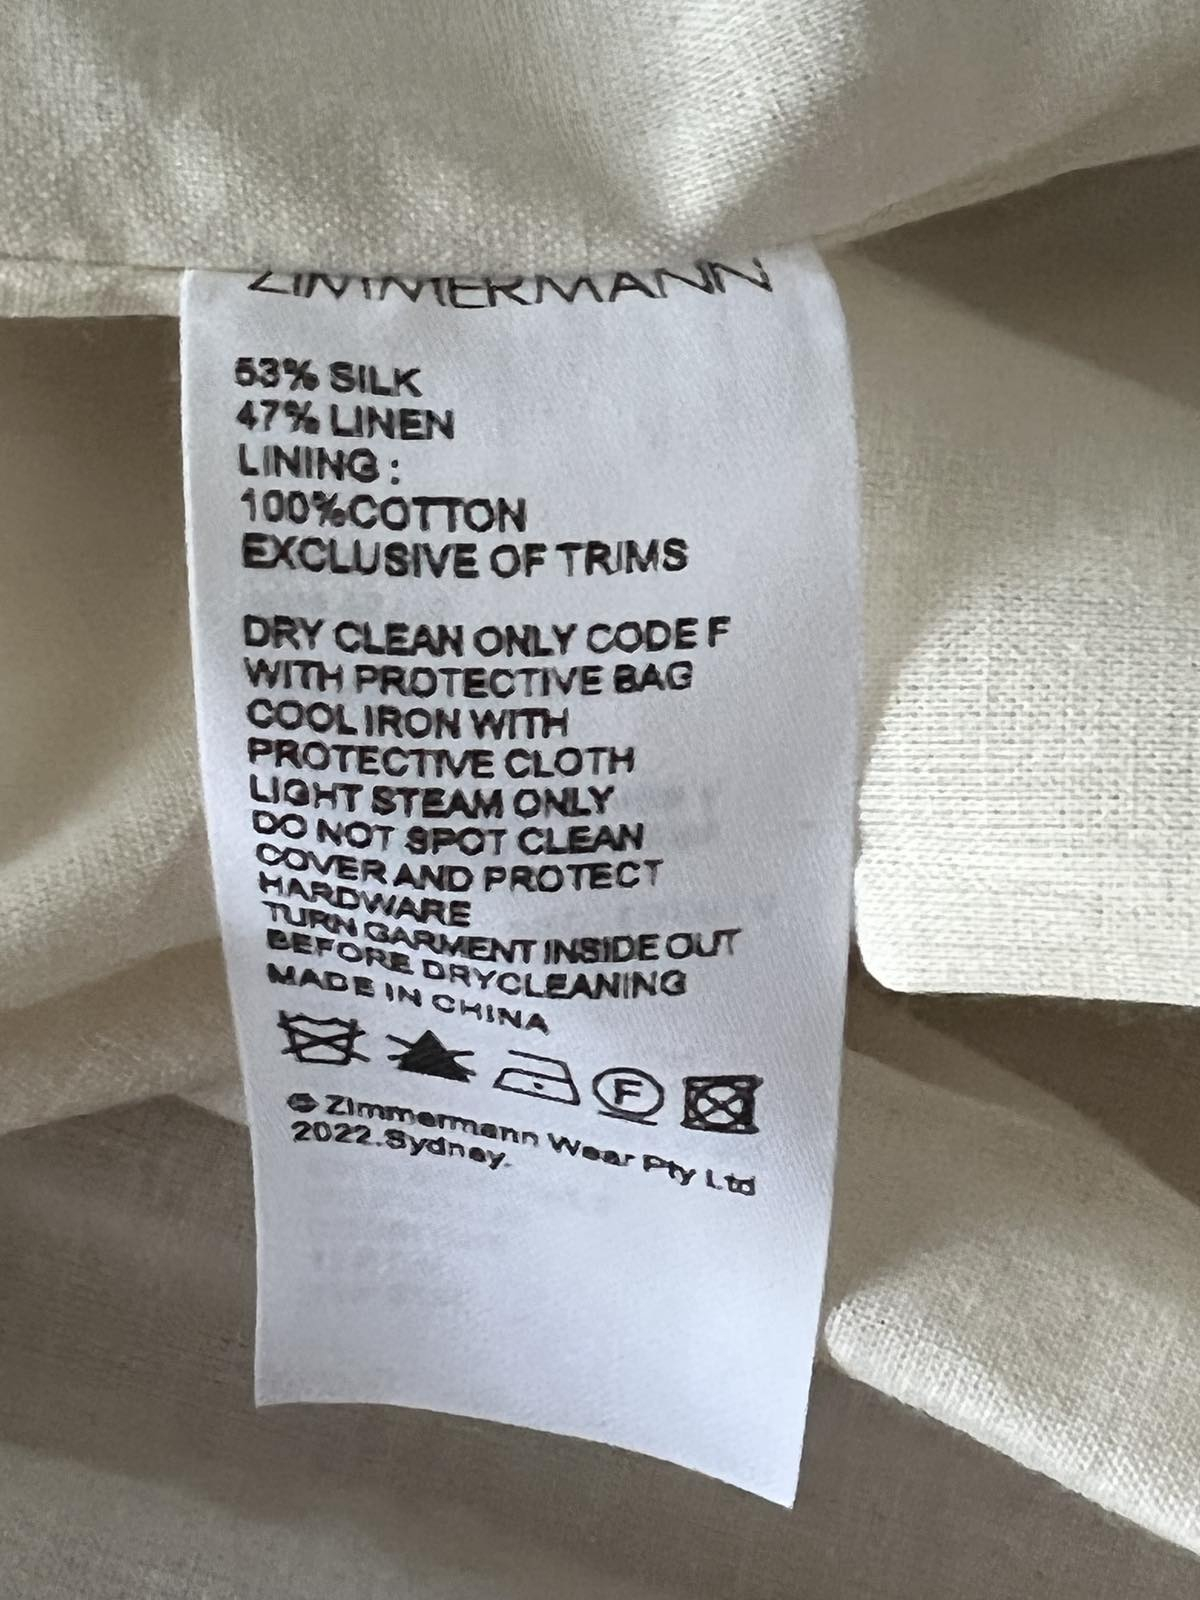 ZIMMERMANN
53% SILK
47% LINEN
LINING :
100%COTTON
EXCLUSIVE OF TRIMS
DRY CLEAN ONLY CODE F
WITH PROTECTIVE BAG
COOL IRON WITH
PROTECTIVE CLOTH
LIGHT STEAM ONLY
DO NOT SPOT CLEAN
COVER AND PROTECT
HARDWARE
TURN GARMENT INSIDE OUT
BEFORE DRYCLEANING
MADE IN CHINA
F
© Zimmermann Wear Pty Ltd
2022.Sydney.